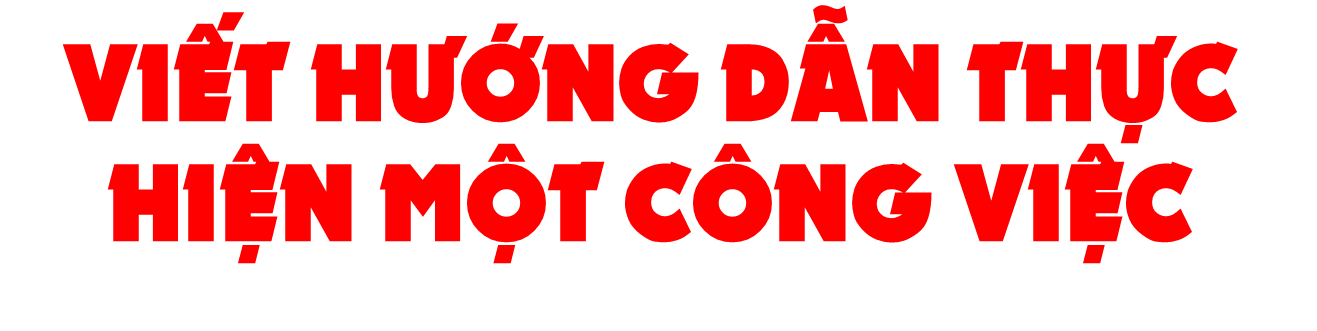 VIẾT HƯỚNG DẪN THỰC
HIỆN MỘT CÔNG VIỆC